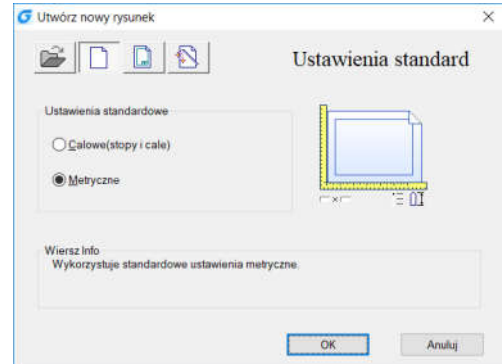 Utwórz nowy rysunek
Ustawienia standard
Ustawienia standardowe
Calowe(stopy i cale)
Metryczne
Wiersz Info
Wykorzystuje standardowe ustawienia metryczne.
OK
Anuluj